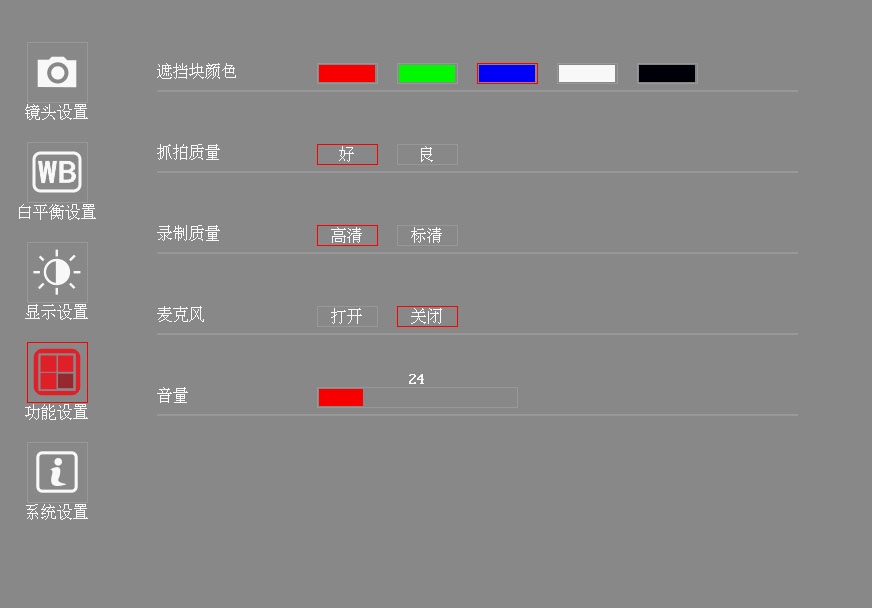 镜头设置
WB
白平衡设置
显示设置
功能设置
系统设置
遮挡块颜色
抓拍质量 好 良
录制质量 高清 标清
麦克风 打开 关闭
24
音量